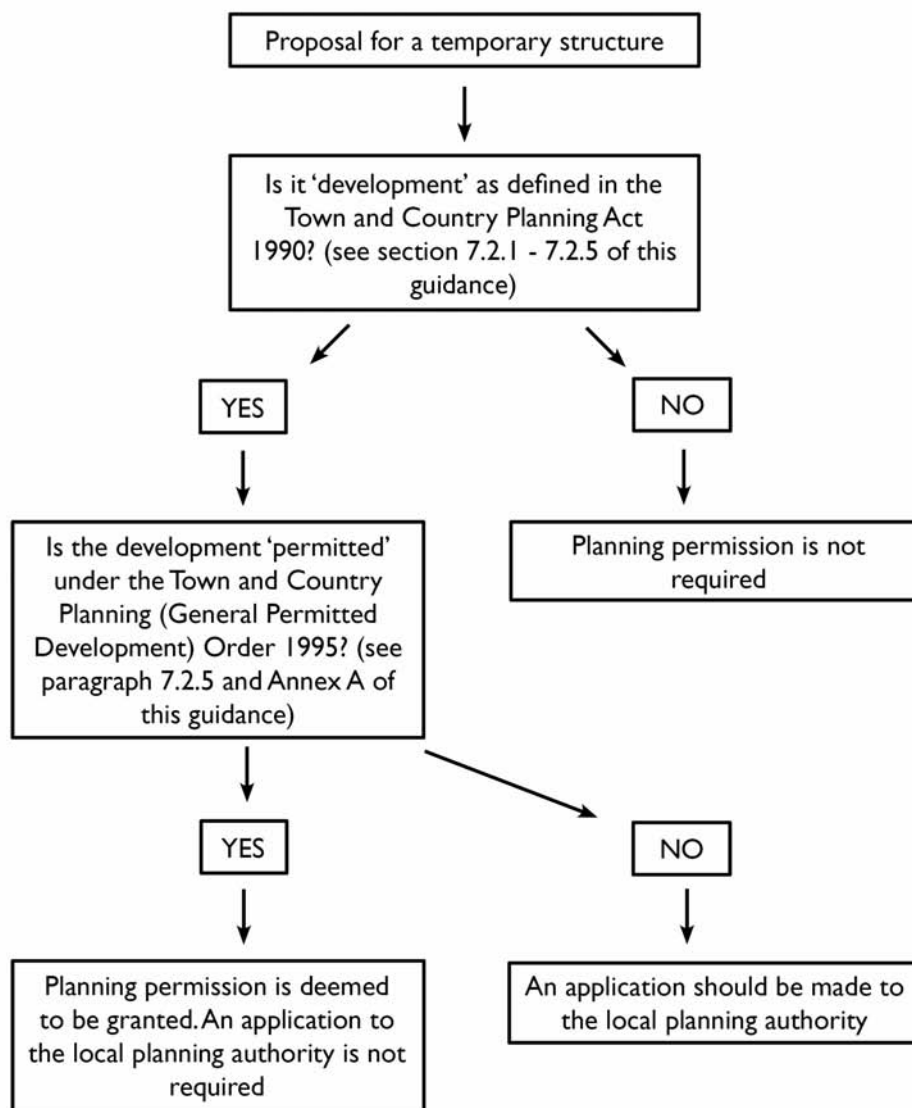 Proposal for a temporary structure
Is it ‘development’ as defined in the
Town and Country Planning Act
1990? (see section 7.2.1 - 7.2.5 of this
guidance)
YES
NO
Is the development ‘permitted’
under the Town and Country
Planning (General Permitted
Development) Order 1995? (see
paragraph 7.2.5 and Annex A of
this guidance)
Planning permission is not
required
YES
NO
Planning permission is deemed
to be granted. An application to
the local planning authority is not
required
An application should be made to
the local planning authority